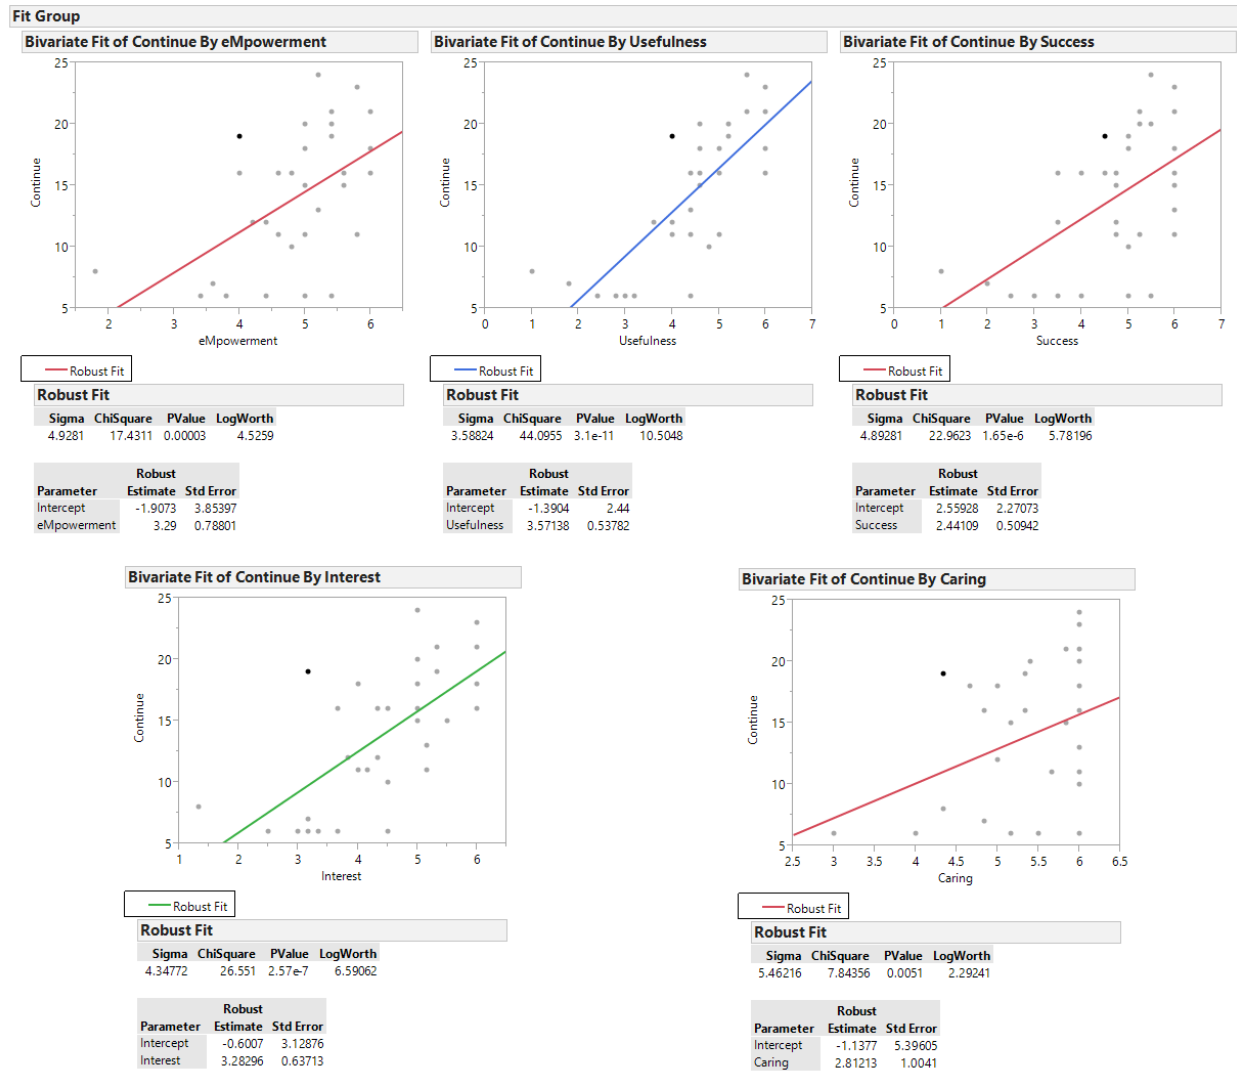 Fit Group
Bivariate Fit of Continue By eMpowerment
25
20
15
10
5
Continue
2 3 4 5 6
eMpowerment
Robust Fit
Robust Fit
Sigma ChiSquare PValue LogWorth
4.9281 17.4311 0.00003 4.5259
Robust
Parameter Estimate Std Error
Intercept -1.9073 3.85397
eMpowerment 3.29 0.78801
Bivariate Fit of Continue By Usefulness
25
20
15
10
5
Continue
0 1 2 3 4 5 6 7
Usefulness
Robust Fit
Robust Fit
Sigma ChiSquare PValue LogWorth
3.58824 44.0955 3.1e-11 10.5048
Robust
Parameter Estimate Std Error
Intercept -1.3904 2.44
Usefulness 3.57138 0.53782
Bivariate Fit of Continue By Success
25
20
15
10
5
Continue
0 1 2 3 4 5 6 7
Success
Robust Fit
Robust Fit
Sigma ChiSquare PValue LogWorth
4.89281 22.9623 1.65e-6 5.78196
Robust
Parameter Estimate Std Error
Intercept 2.55928 2.27073
Success 2.44109 0.50942
Bivariate Fit of Continue By Interest
25
20
15
10
5
Continue
1 2 3 4 5 6
Interest
Robust Fit
Robust Fit
Sigma ChiSquare PValue LogWorth
4.34772 26.551 2.57e-7 6.59062
Robust
Parameter Estimate Std Error
Intercept -0.6007 3.12876
Interest 3.28296 0.63713
Bivariate Fit of Continue By Caring
25
20
15
10
5
Continue
2.5 3 3.5 4 4.5 5 5.5 6 6.5
Caring
Robust Fit
Robust Fit
Sigma ChiSquare PValue LogWorth
5.46216 7.84356 0.0051 2.29241
Robust
Parameter Estimate Std Error
Intercept -1.1377 5.39605
Caring 2.81213 1.0041